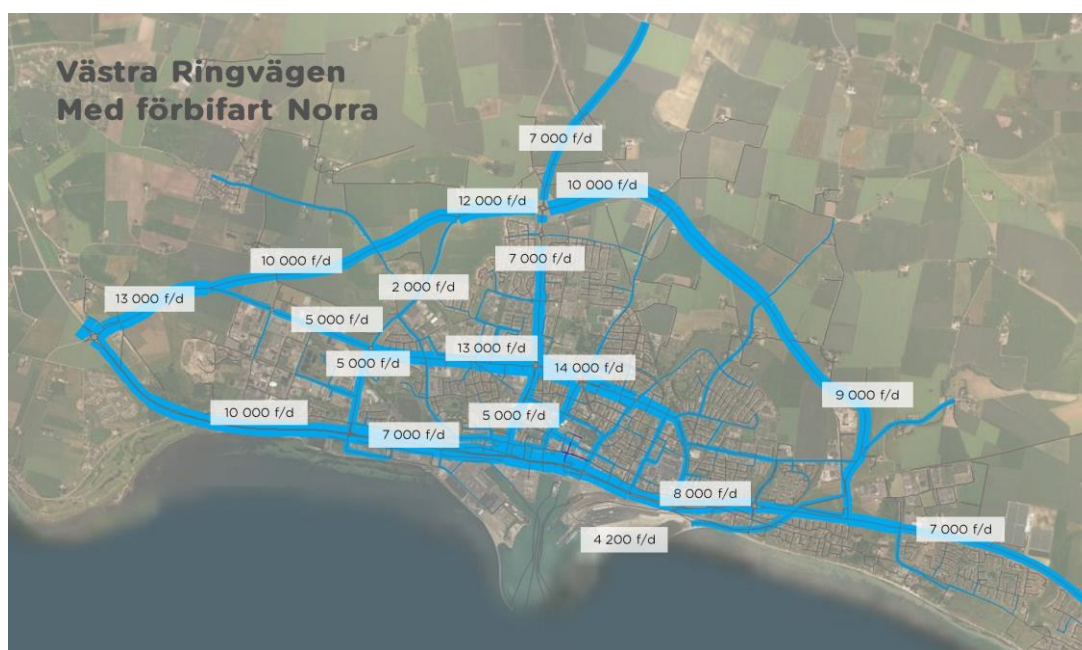 Västra Ringvägen
Med förbifart Norra
7 000 f/d
10 000 f/d
12 000 f/d
7 000 f/d
10 000 f/d
2 000 f/d
13 000 f/d
5 000 f/d
13 000 f/d
5 000 f/d
14 000 f/d
9 000 f/d
10 000 f/d
5 000 f/d
7 000 f/d
8 000 f/d
4 200 f/d
7 000 f/d